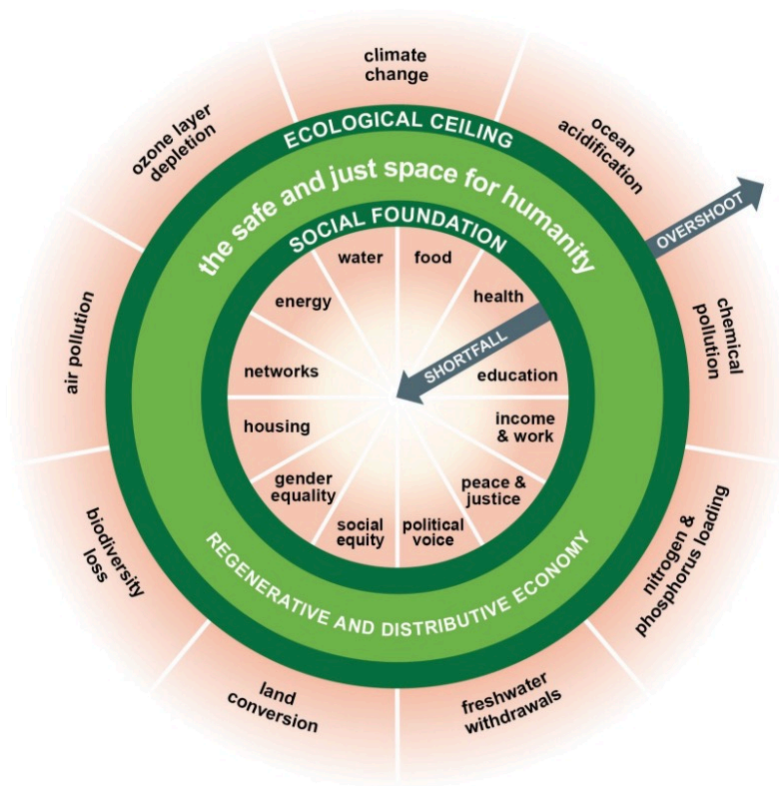 climate
change
ocean
acidification
chemical
pollution
nitrogen &
phosphorus loading
freshwater
withdrawals
land
conversion
biodiversity
loss
air pollution
ozone layer
depletion
OVERSHOOT
ECOLOGICAL CEILING
the safe and just space for humanity
SOCIAL FOUNDATION
water
food
health
SHORTFALL
education
income
& work
peace &
justice
political
voice
social
equity
gender
equality
housing
networks
energy
REGENERATIVE AND DISTRIBUTIVE ECONOMY